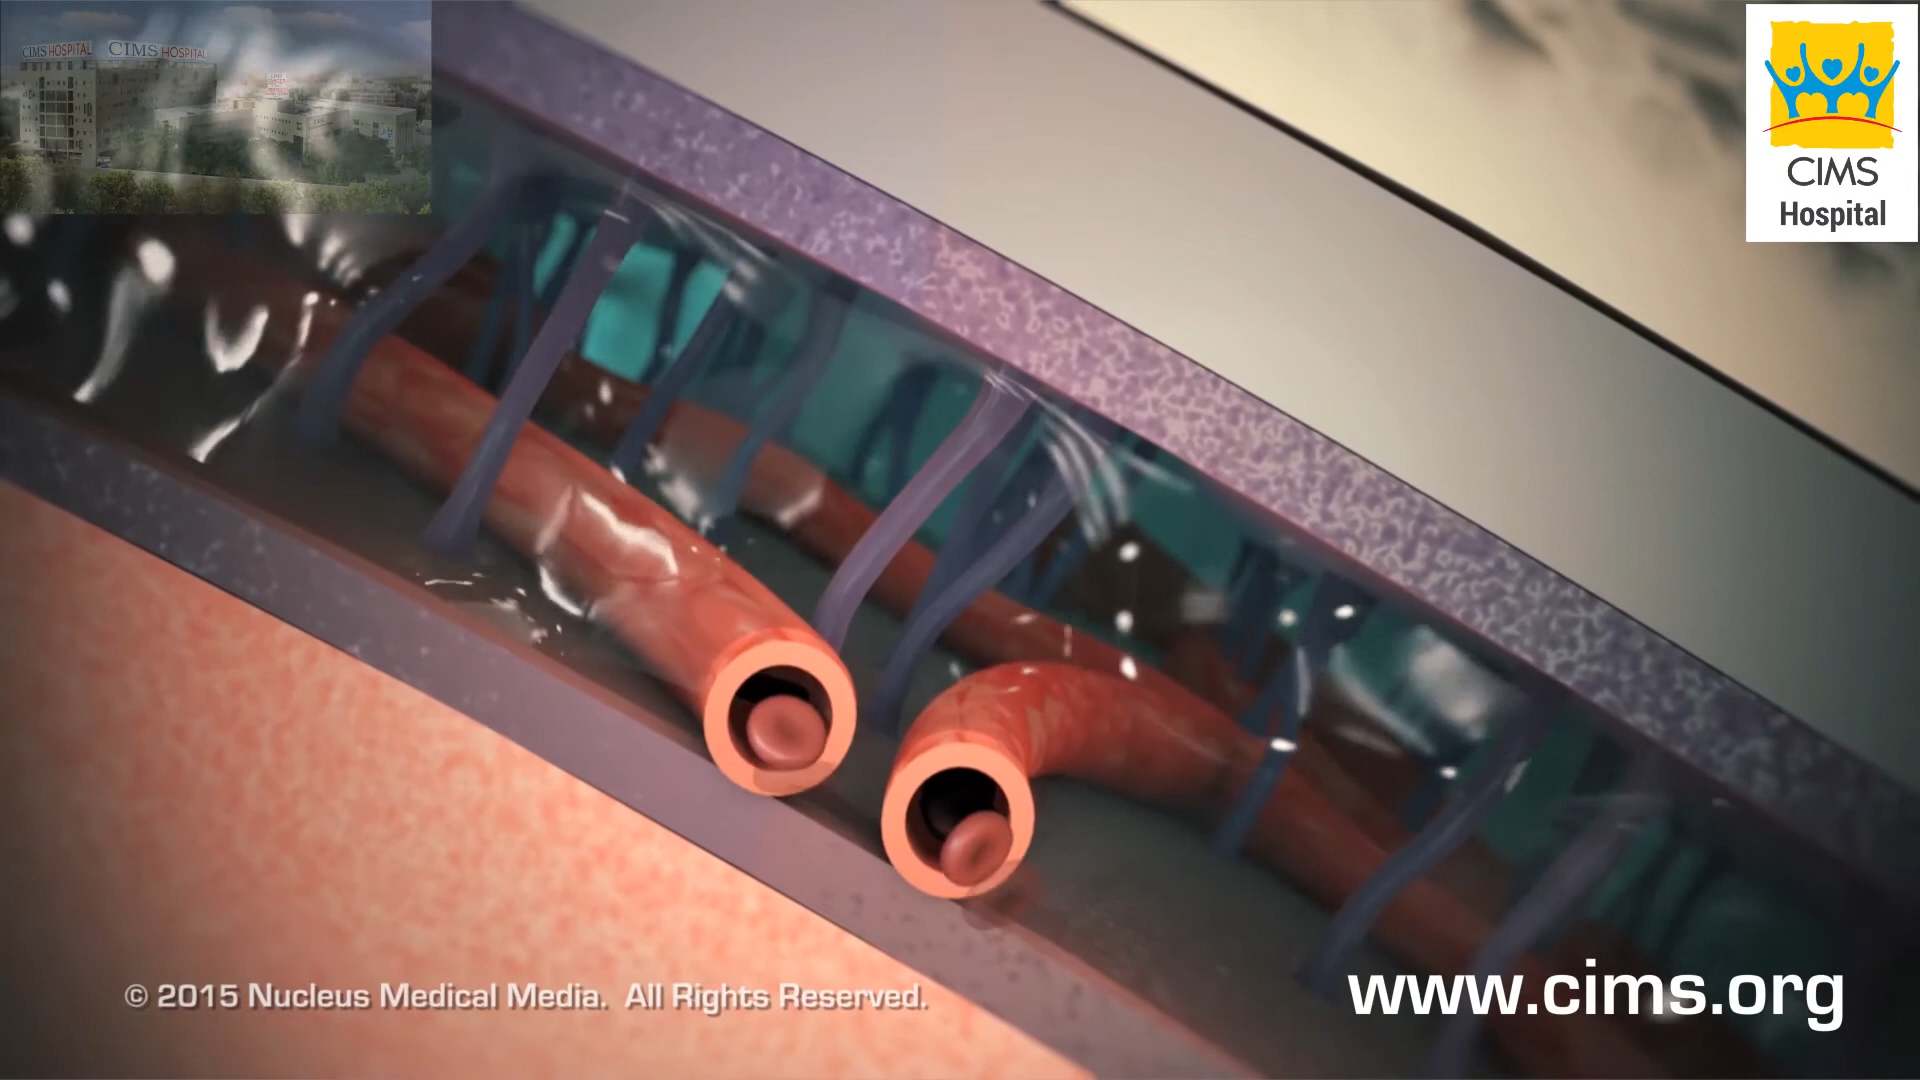 CIMS HOSPITAL CIMS HOSPITAL
CIMS
Hospital
© 2015 Nucleus Medical Media. All Rights Reserved.
www.cims.org